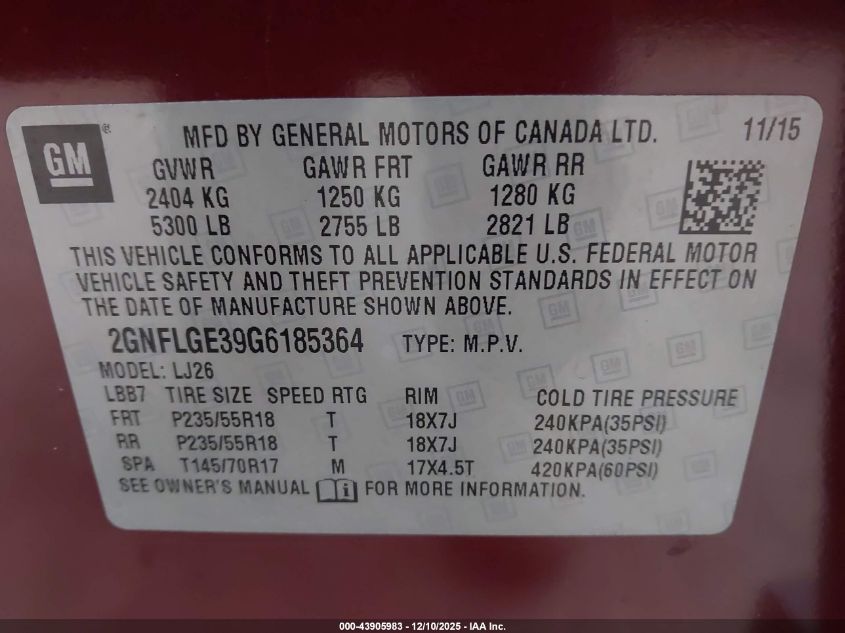 GM ® MFD BY GENERAL MOTORS OF CANADA LTD. 11/15
GVWR GAWR FRT GAWR RR
2404 KG 1250 KG 1280 KG
5300 LB 2755 LB 2821 LB
THIS VEHICLE CONFORMS TO ALL APPLICABLE U.S. FEDERAL MOTOR
VEHICLE SAFETY AND THEFT PREVENTION STANDARDS IN EFFECT ON
THE DATE OF MANUFACTURE SHOWN ABOVE.
2GNFLGE39G6185364 TYPE: M.P.V.
MODEL: LJ26
LBB7 TIRE SIZE SPEED RTG RIM COLD TIRE PRESSURE
FRT P235/55R18 T 18X7J 240KPA(35PSI)
RR P235/55R18 T 18X7J 240KPA(35PSI)
SPA T145/70R17 M 17X4.5T 420KPA(60PSI)
SEE OWNER'S MANUAL i FOR MORE INFORMATION.
000-43905983 - 12/10/2025 - IAA Inc.